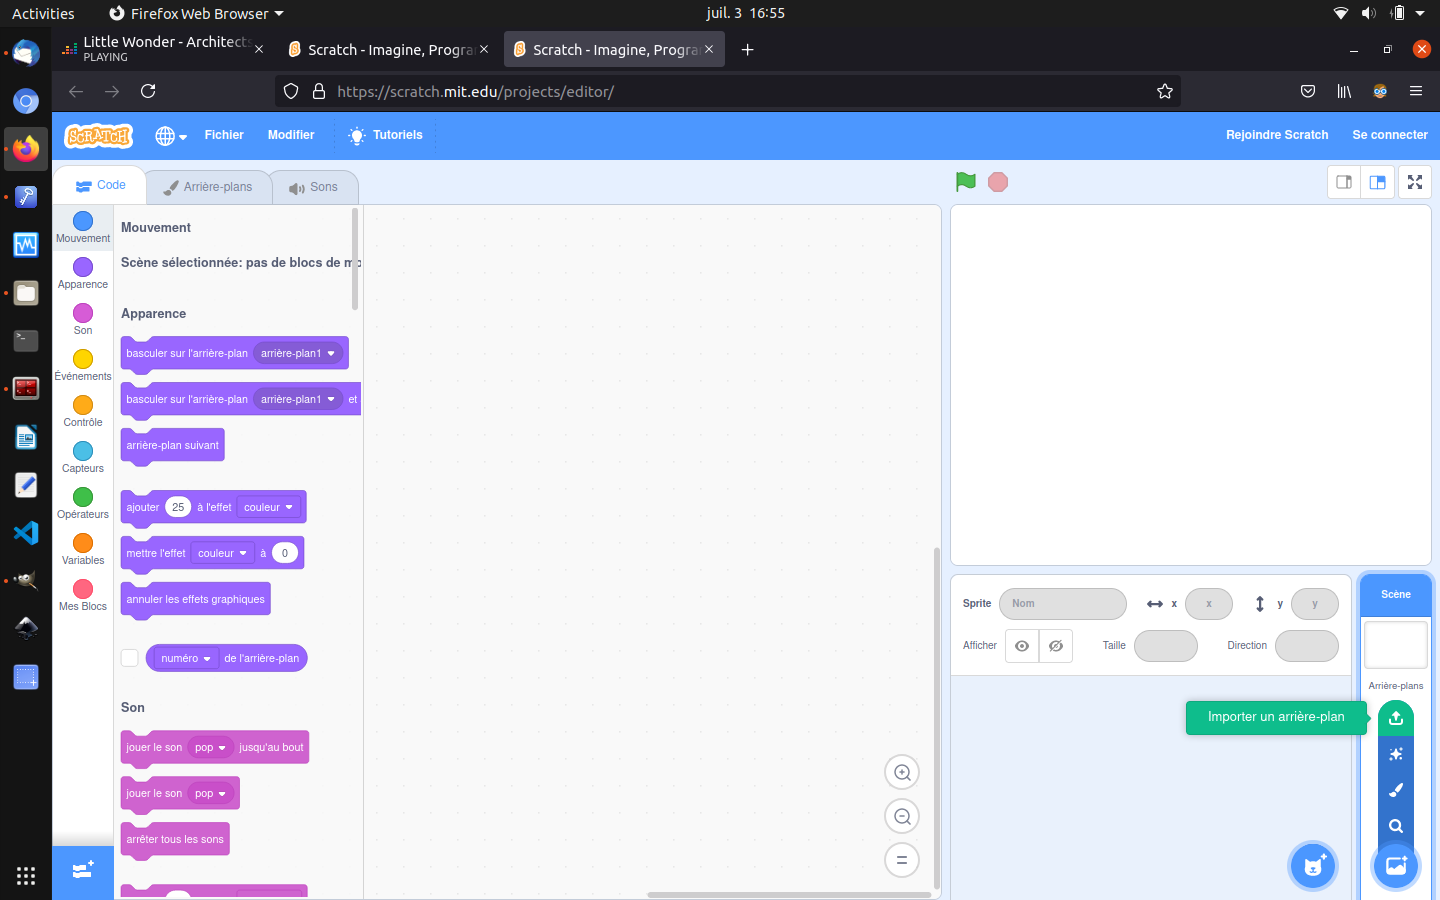 Activities
Firefox Web Browser
juil. 3 16:55
Little Wonder - Architects
PLAYING
Scratch - Imagine, Progra
Scratch - Imagine, Progra
https://scratch.mit.edu/projects/editor/
SCRATCH
Fichier
Modifier
Tutoriels
Rejoindre Scratch
Se connecter
Code
Arrière-plans
Sons
Mouvement
Apparence
Son
Événements
Contrôle
Capteurs
Opérateurs
Variables
Mes Blocs
Mouvement
Scène sélectionnée: pas de blocs de mo
Apparence
basculer sur l'arrière-plan arrière-plan1
basculer sur l'arrière-plan arrière-plan1 et
arrière-plan suivant
ajouter 25 à l'effet couleur
mettre l'effet couleur à 0
annuler les effets graphiques
numéro de l'arrière-plan
Son
jouer le son pop jusqu'au bout
jouer le son pop
arrêter tous les sons
Sprite Nom x x y y
Afficher Taille Direction
Scène
Arrière-plans
Importer un arrière-plan